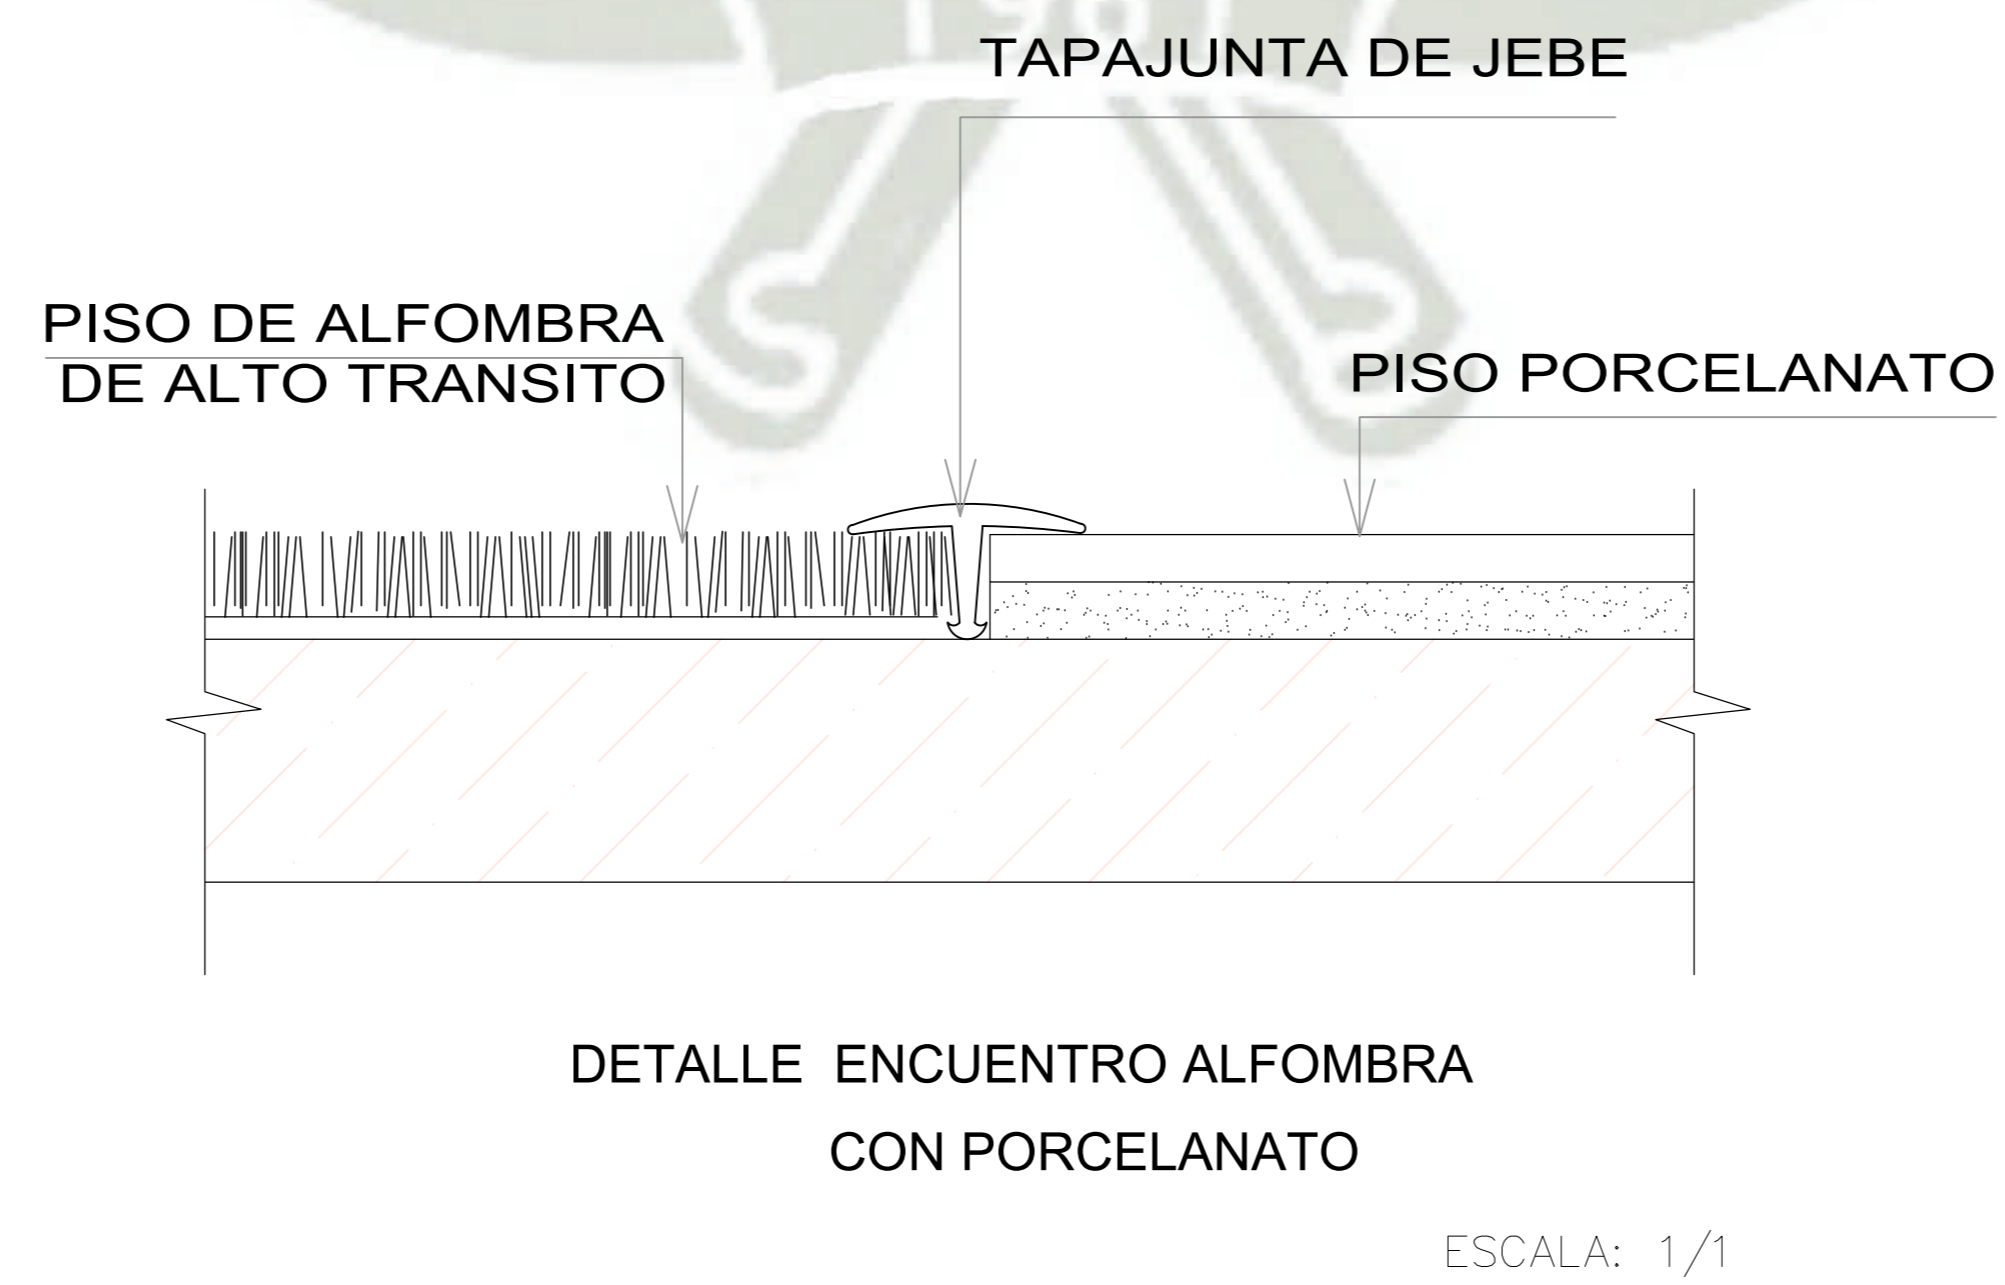 TAPAJUNTA DE JEBE
PISO DE ALFOMBRA
DE ALTO TRANSITO
PISO PORCELANATO
DETALLE ENCUENTRO ALFOMBRA
CON PORCELANATO
ESCALA: 1/1